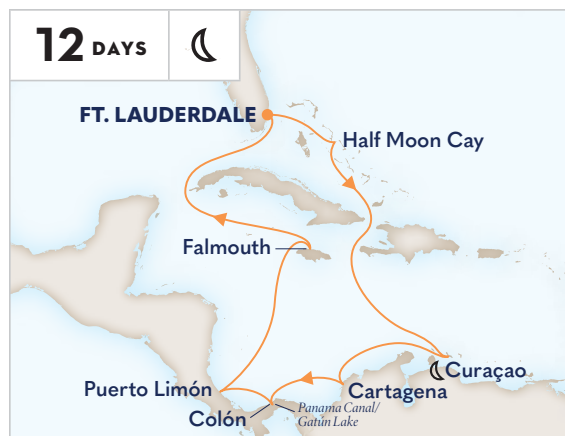 12 DAYS
FT. LAUDERDALE
Half Moon Cay
Falmouth
Curaçao
Puerto Limón
Cartagena
Colón
Panama Canal/
Gatún Lake